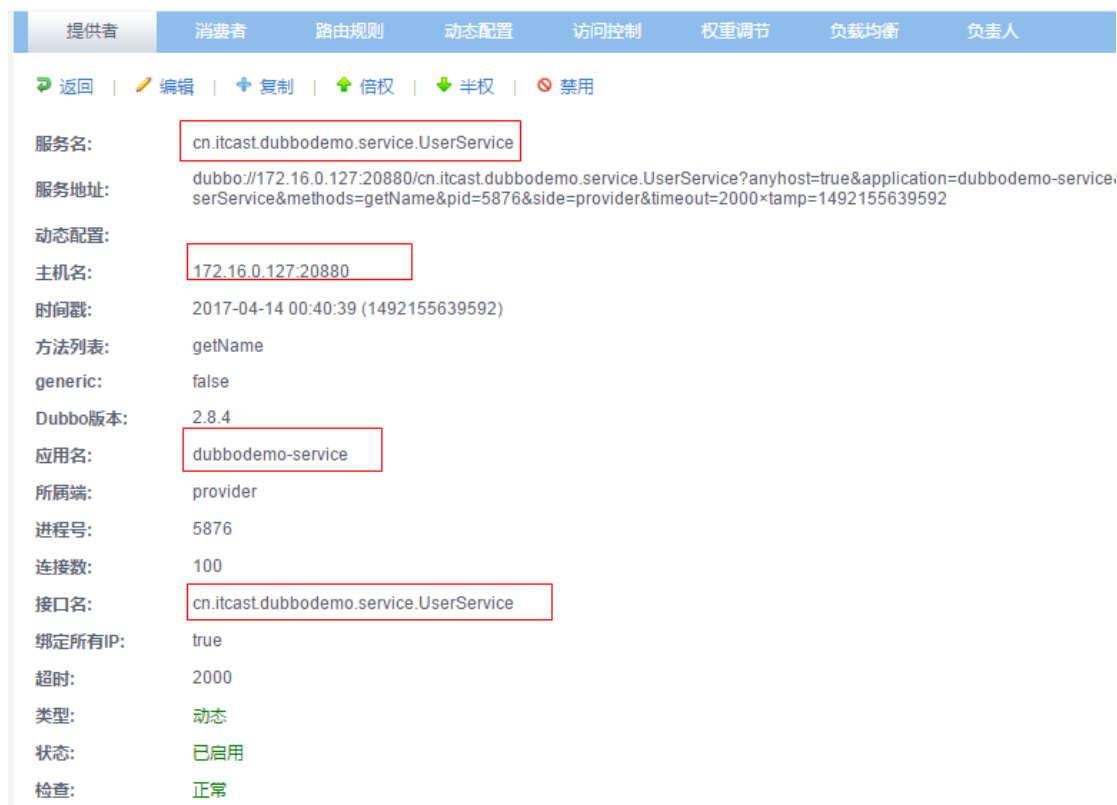 提供者 消费者 路由规则 动态配置 访问控制 权重调节 负载均衡 负责人
返回 | 编辑 | 复制 | 倍权 | 半权 | 禁用
服务名: cn.itcast.dubbodemo.service.UserService
服务地址: dubbo://172.16.0.127:20880/cn.itcast.dubbodemo.service.UserService?anyhost=true&application=dubbodemo-service&
serService&methods=getName&pid=5876&side=provider&timeout=2000×tamp=1492155639592
动态配置:
主机名: 172.16.0.127:20880
时间戳: 2017-04-14 00:40:39 (1492155639592)
方法列表: getName
generic: false
Dubbo版本: 2.8.4
应用名: dubbodemo-service
所属端: provider
进程号: 5876
连接数: 100
接口名: cn.itcast.dubbodemo.service.UserService
绑定所有IP: true
超时: 2000
类型: 动态
状态: 已启用
检查: 正常